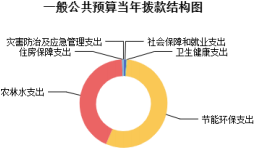 一般公共预算当年拨款结构图
灾害防治及应急管理支出
社会保障和就业支出
住房保障支出
卫生健康支出
农林水支出
节能环保支出